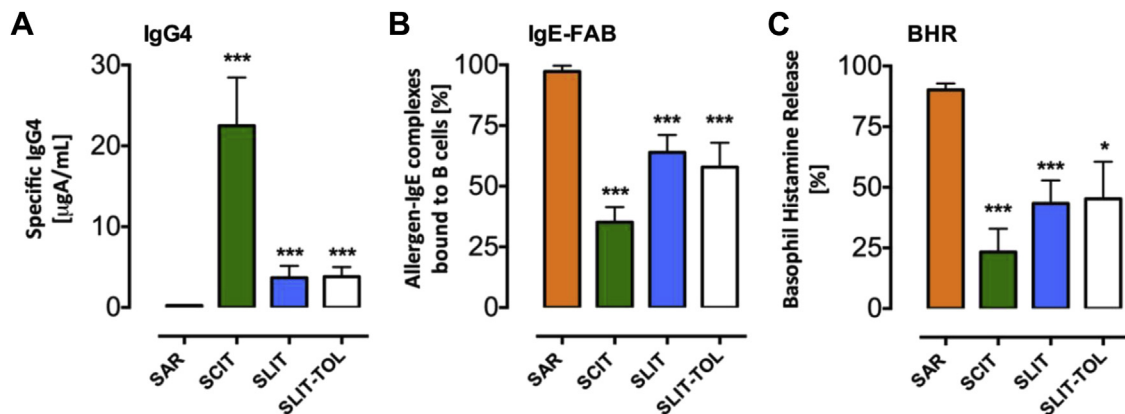 A
IgG4
Specific IgG4
[µgA/mL]
30
20
10
0
***
***
***
SAR
SCIT
SLIT
SLIT-TOL
B
IgE-FAB
Allergen-IgE complexes
bound to B cells [%]
100
75
50
25
0
***
***
***
SAR
SCIT
SLIT
SLIT-TOL
C
BHR
Basophil Histamine Release
[%]
100
75
50
25
0
***
***
*
SAR
SCIT
SLIT
SLIT-TOL